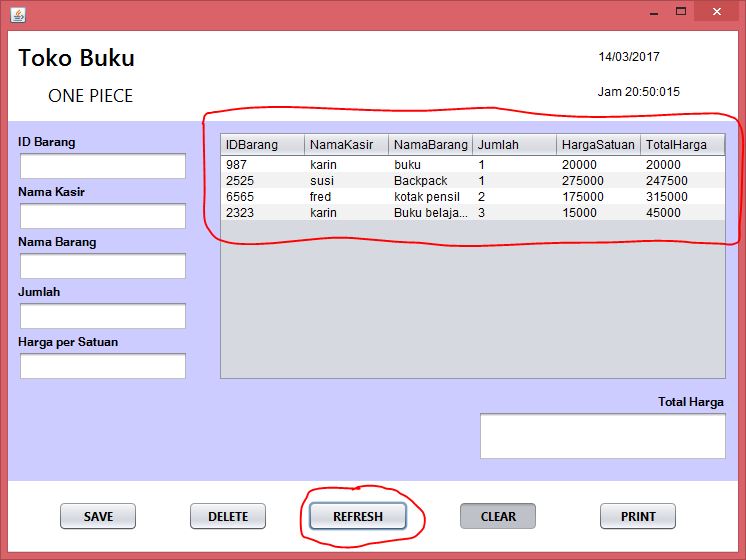 Toko Buku
14/03/2017
ONE PIECE
Jam 20:50:015
ID Barang
Nama Kasir
Nama Barang
Jumlah
Harga per Satuan
IDBarang NamaKasir NamaBarang Jumlah HargaSatuan TotalHarga
987 karin buku 1 20000 20000
2525 susi Backpack 1 275000 247500
6565 fred kotak pensil 2 175000 315000
2323 karin Buku belaja... 3 15000 45000
Total Harga
SAVE DELETE REFRESH CLEAR PRINT